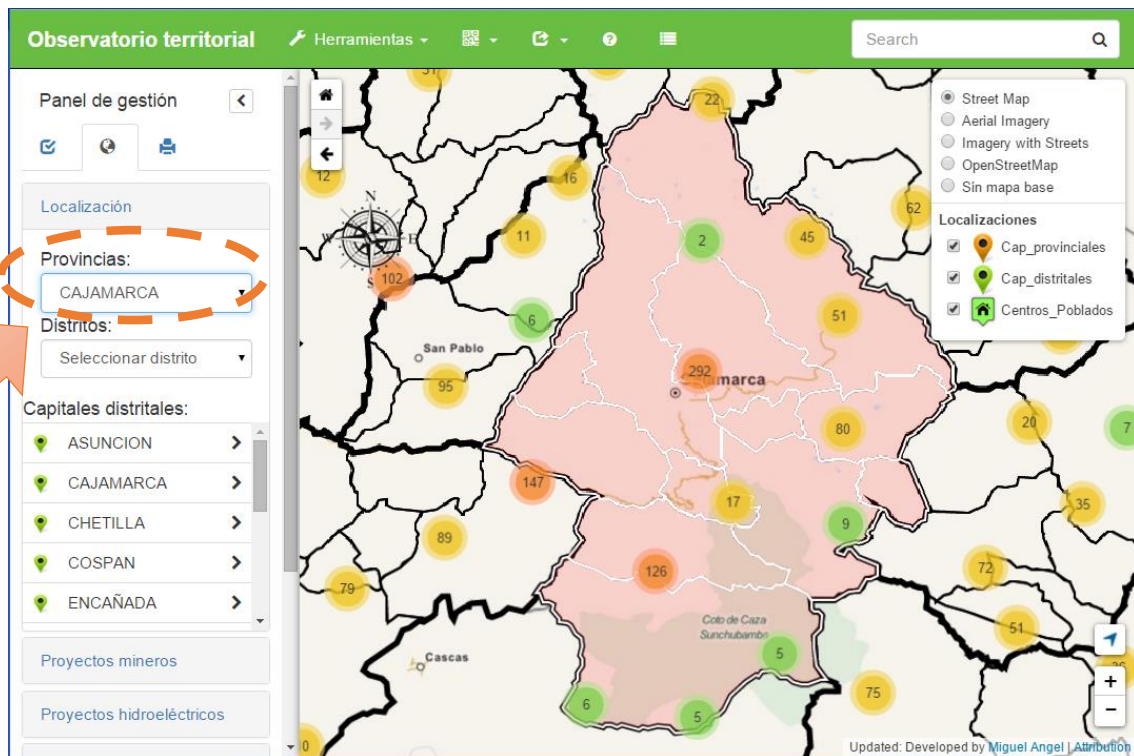 Observatorio territorial
Herramientas
Search
Panel de gestión
Localización
Provincias:
CAJAMARCA
Distritos:
Seleccionar distrito
Capitales distritales:
ASUNCION
CAJAMARCA
CHETILLA
COSPAN
ENCAÑADA
Proyectos mineros
Proyectos hidroeléctricos
Street Map
Aerial Imagery
Imagery with Streets
OpenStreetMap
Sin mapa base
Localizaciones
Cap_provinciales
Cap_distritales
Centros_Poblados
22
12
16
62
N
11
2
45
W
E
S
102
6
51
San Pablo
292
marca
95
80
20
7
147
17
35
9
89
126
72
79
Coto de Caza
Sunchubamba
51
5
Cascas
75
6
5
0
+
−
Updated: Developed by Miguel Angel | Attribution